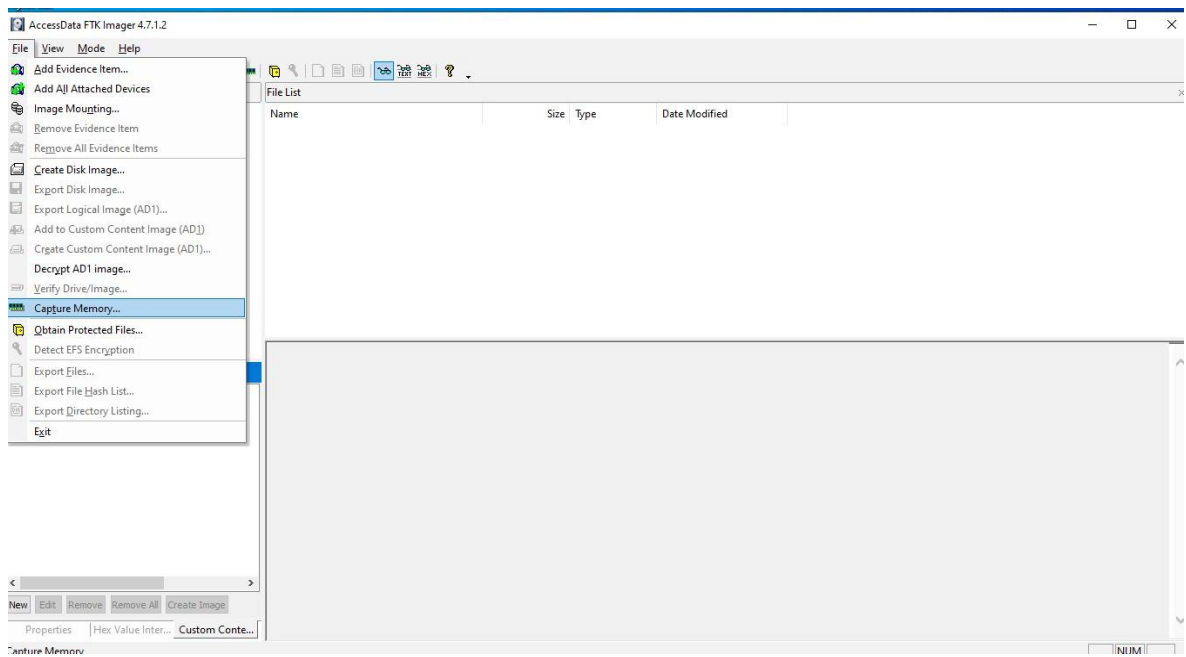 AccessData FTK Imager 4.7.1.2
File View Mode Help
Add Evidence Item...
Add All Attached Devices
Image Mounting...
Remove Evidence Item
Remove All Evidence Items
Create Disk Image...
Export Disk Image...
Export Logical Image (AD1)...
Add to Custom Content Image (AD1)
Create Custom Content Image (AD1)...
Decrypt AD1 image...
Verify Drive/Image...
Capture Memory...
Obtain Protected Files...
Detect EFS Encryption
Export Files...
Export File Hash List...
Export Directory Listing...
Exit
TEXT HEX
File List
Name Size Type Date Modified
New Edit Remove Remove All Create Image
Properties Hex Value Inter... Custom Conte...
Capture Memory NUM